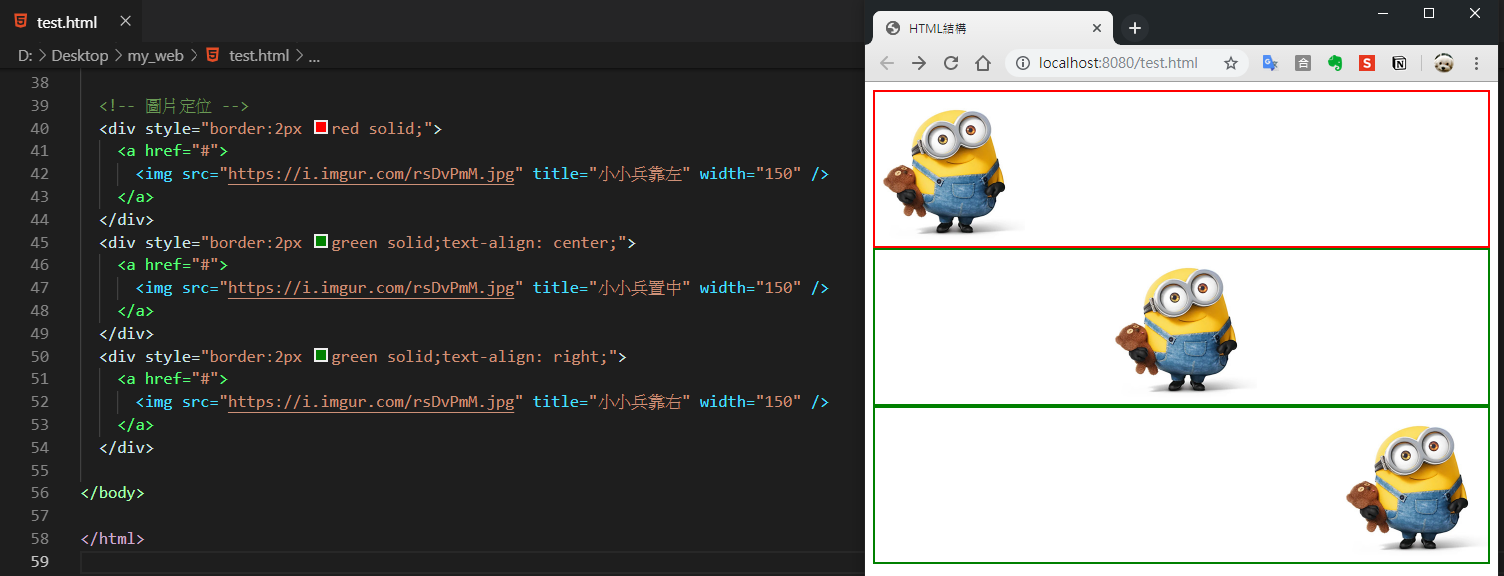 test.html
D: > Desktop > my_web > test.html > ...
38
39 <!-- 圖片定位 -->
40 <div style="border:2px red solid;">
41 <a href="#">
42 <img src="https://i.imgur.com/rsDvPmM.jpg" title="小小兵靠左" width="150" />
43 </a>
44 </div>
45 <div style="border:2px green solid;text-align: center;">
46 <a href="#">
47 <img src="https://i.imgur.com/rsDvPmM.jpg" title="小小兵置中" width="150" />
48 </a>
49 </div>
50 <div style="border:2px green solid;text-align: right;">
51 <a href="#">
52 <img src="https://i.imgur.com/rsDvPmM.jpg" title="小小兵靠右" width="150" />
53 </a>
54 </div>
55
56 </body>
57
58 </html>
59
HTML结構
localhost:8080/test.html